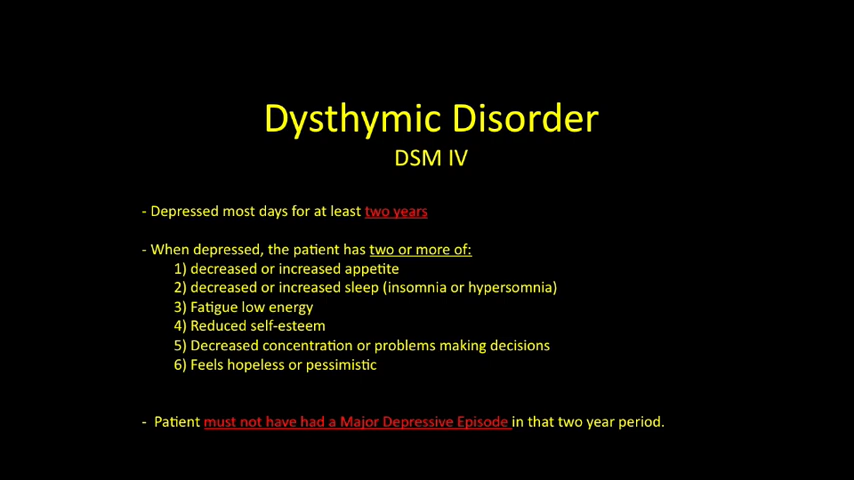 Dysthymic Disorder
DSM IV
- Depressed most days for at least two years
- When depressed, the patient has two or more of:
1) decreased or increased appetite
2) decreased or increased sleep (insomnia or hypersomnia)
3) Fatigue low energy
4) Reduced self-esteem
5) Decreased concentration or problems making decisions
6) Feels hopeless or pessimistic
- Patient must not have had a Major Depressive Episode in that two year period.